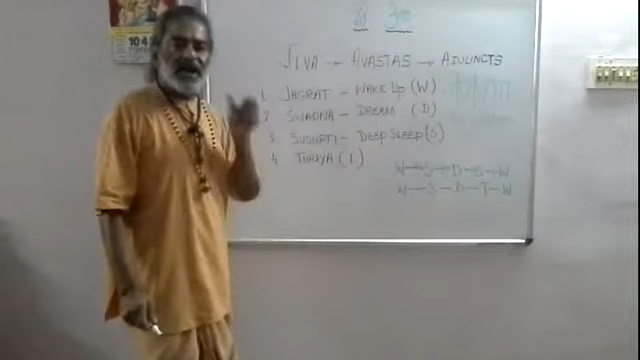 JIVA → AVASTAS → ADJUNCTS
1 JAGRAT – WAKE UP (W)
2 SWAPNA – DREAM (D)
3 SUSUPTI – DEEP SLEEP (S)
4 TURIYA (T)
W – S – D – S – W
W – S – D – T – W